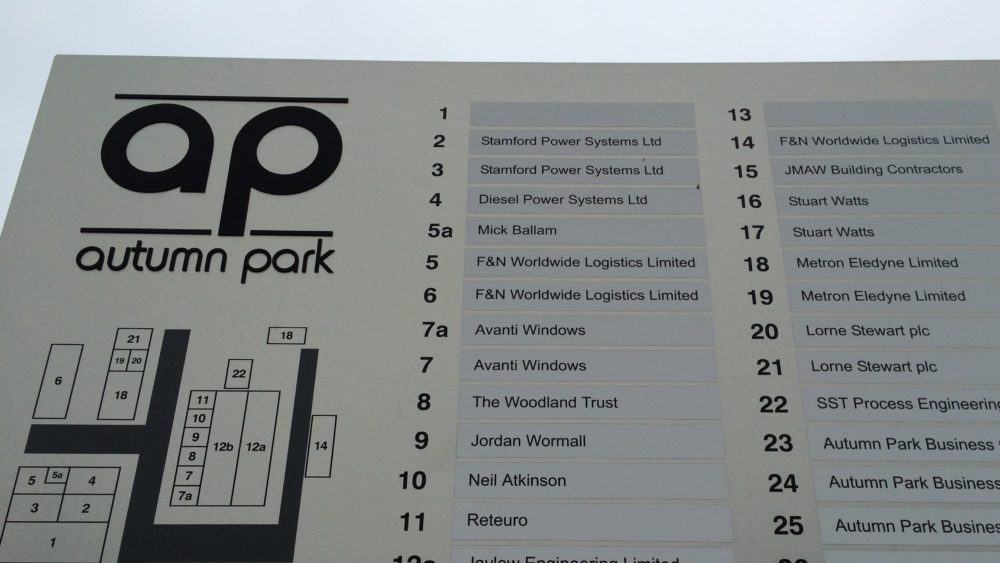 ap
autumn park
1
2 Stamford Power Systems Ltd
3 Stamford Power Systems Ltd
4 Diesel Power Systems Ltd
5a Mick Ballam
5 F&N Worldwide Logistics Limited
6 F&N Worldwide Logistics Limited
7a Avanti Windows
7 Avanti Windows
8 The Woodland Trust
9 Jordan Wormall
10 Neil Atkinson
11 Reteuro
12a Jaylow Engineering Limited
13
14 F&N Worldwide Logistics Limited
15 JMAW Building Contractors
16 Stuart Watts
17 Stuart Watts
18 Metron Eledyne Limited
19 Metron Eledyne Limited
20 Lorne Stewart plc
21 Lorne Stewart plc
22 SST Process Engineering
23 Autumn Park Business
24 Autumn Park Business
25 Autumn Park Business
21
19 20
18
6
18
22
11
10
9
8
7
7a
12b 12a
14
5 5a 4
3 2
1